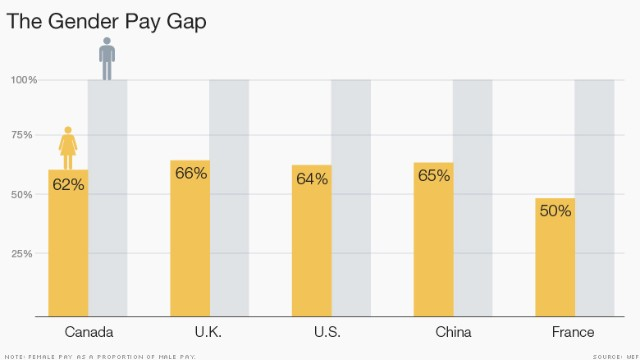 The Gender Pay Gap
100%
75%
50%
25%
62%
66%
64%
65%
50%
Canada U.K. U.S. China France
NOTE: FEMALE PAY AS A PROPORTION OF MALE PAY.
SOURCE: